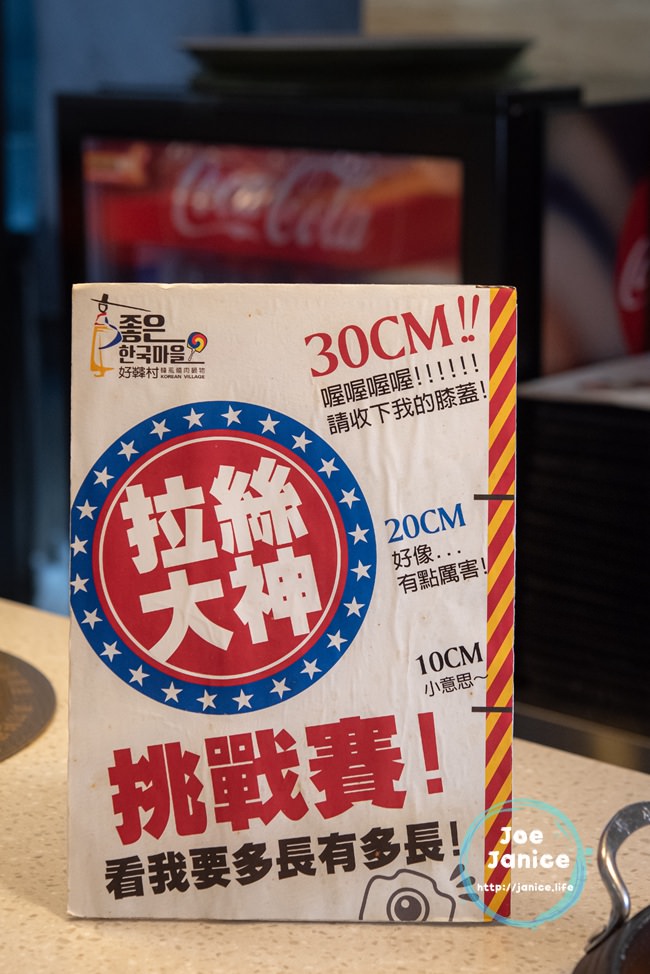 Coca-Cola
좋은
한국마을
好韓村 韓風燒肉鍋物
KOREAN VILLAGE
30CM!!
喔喔喔喔!!!!!!
請收下我的膝蓋!
拉絲
大神
20CM
好像...
有點厲害!
10CM
小意思~
挑戰賽!
看我要多長有多長!
Joe
Janice
http://janice.life